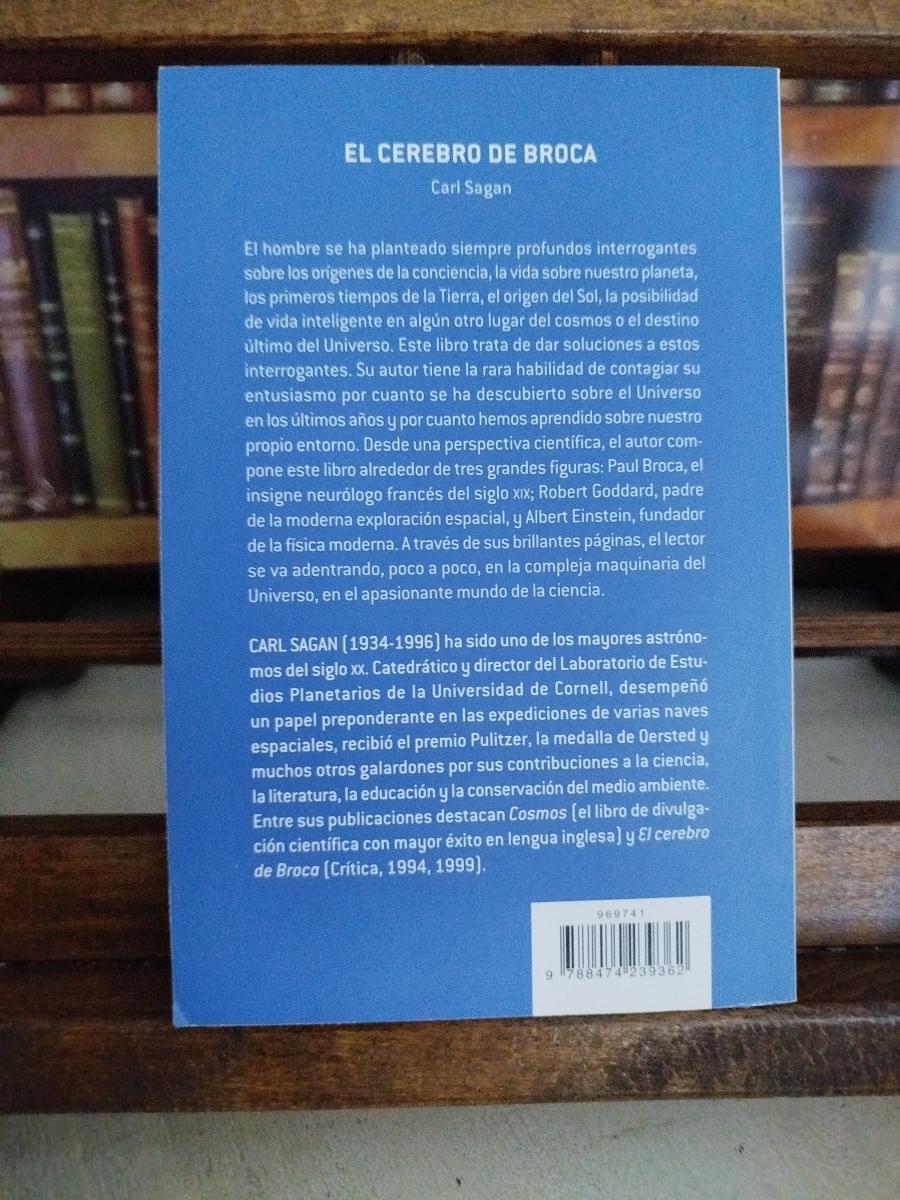 EL CEREBRO DE BROCA
Carl Sagan
El hombre se ha planteado siempre profundos interrogantes
sobre los orígenes de la conciencia, la vida sobre nuestro planeta,
los primeros tiempos de la Tierra, el origen del Sol, la posibilidad
de vida inteligente en algún otro lugar del cosmos o el destino
último del Universo. Este libro trata de dar soluciones a estos
interrogantes. Su autor tiene la rara habilidad de contagiar su
entusiasmo por cuanto se ha descubierto sobre el Universo
en los últimos años y por cuanto hemos aprendido sobre nuestro
propio entorno. Desde una perspectiva científica, el autor com-
pone este libro alrededor de tres grandes figuras: Paul Broca, el
insigne neurólogo francés del siglo XIX; Robert Goddard, padre
de la moderna exploración espacial, y Albert Einstein, fundador
de la física moderna. A través de sus brillantes páginas, el lector
se va adentrando, poco a poco, en la compleja maquinaria del
Universo, en el apasionante mundo de la ciencia.
CARL SAGAN (1934-1996) ha sido uno de los mayores astróno-
mos del siglo XX. Catedrático y director del Laboratorio de Estu-
dios Planetarios de la Universidad de Cornell, desempeñó
un papel preponderante en las expediciones de varias naves
espaciales, recibió el premio Pulitzer, la medalla de Oersted y
muchos otros galardones por sus contribuciones a la ciencia,
la literatura, la educación y la conservación del medio ambiente.
Entre sus publicaciones destacan Cosmos (el libro de divulga-
ción científica con mayor éxito en lengua inglesa) y El cerebro
de Broca (Crítica, 1994, 1999).
969741
9 788474 239362